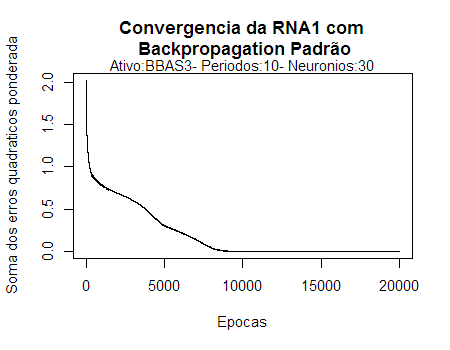 Convergencia da RNA1 com
Backpropagation Padrão
Ativo:BBAS3- Periodos:10- Neuronios:30
Soma dos erros quadraticos ponderada
2.0
1.5
1.0
0.5
0.0
0 5000 10000 15000 20000
Epocas